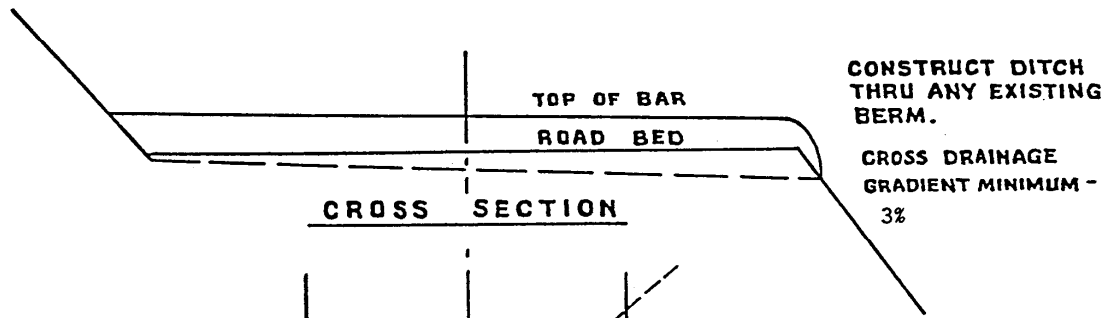 TOP OF BAR
ROAD BED
CROSS SECTION
CONSTRUCT DITCH
THRU ANY EXISTING
BERM.
CROSS DRAINAGE
GRADIENT MINIMUM -
3%